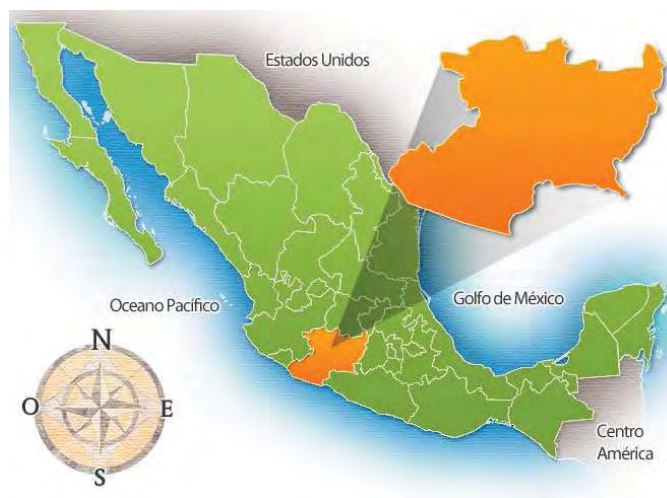 Estados Unidos
Oceano Pacífico
Golfo de México
N
O
E
S
Centro
América